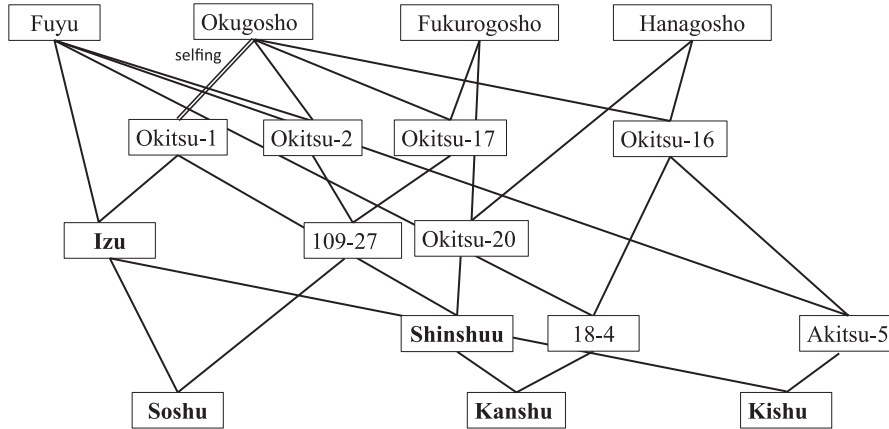 Fuyu
Okugosho
Fukurogosho
Hanagosho
selfing
Okitsu-1
Okitsu-2
Okitsu-17
Okitsu-16
Izu
109-27
Okitsu-20
Shinshuu
18-4
Akitsu-5
Soshu
Kanshu
Kishu